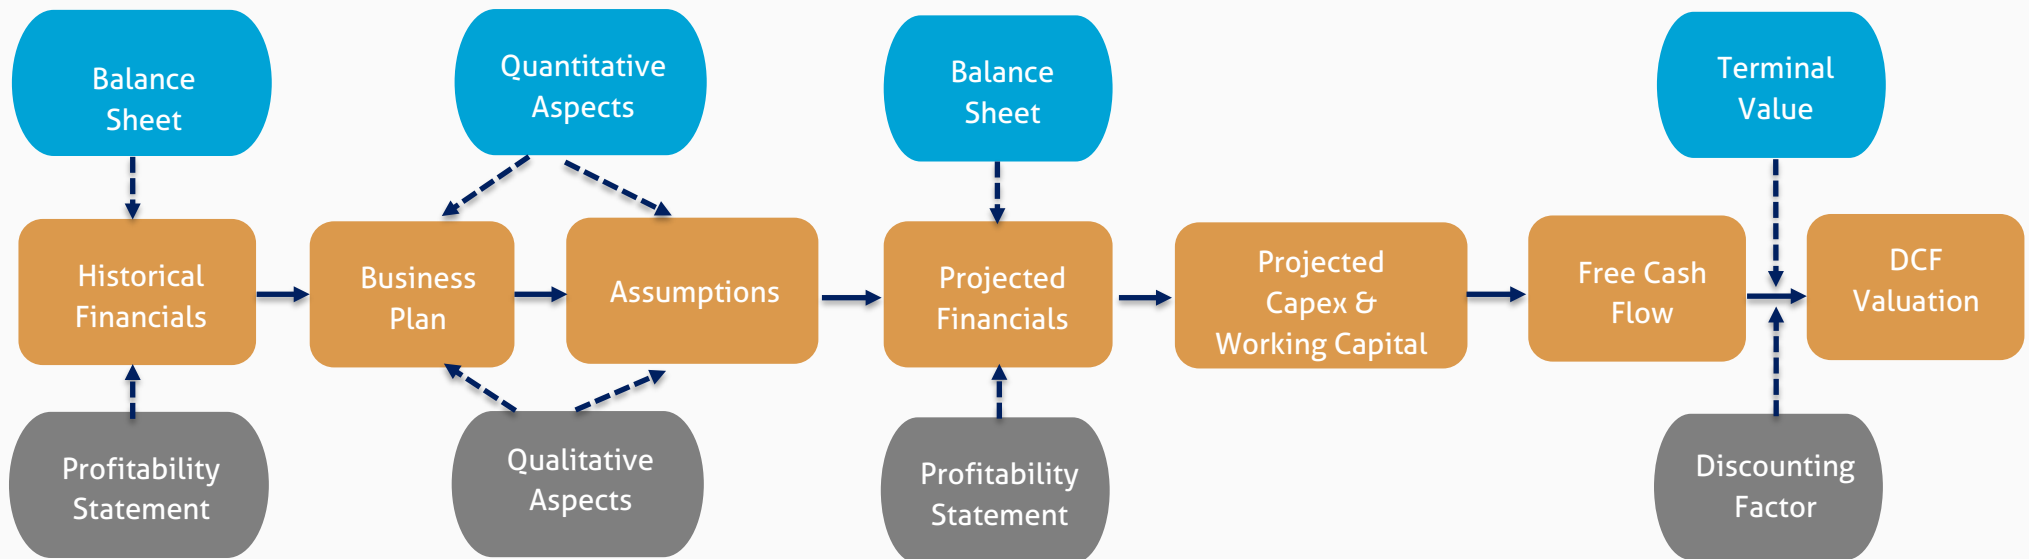 Balance
Sheet
Quantitative
Aspects
Balance
Sheet
Terminal
Value
Historical
Financials
Business
Plan
Assumptions
Projected
Financials
Projected
Capex &
Working Capital
Free Cash
Flow
DCF
Valuation
Profitability
Statement
Qualitative
Aspects
Profitability
Statement
Discounting
Factor